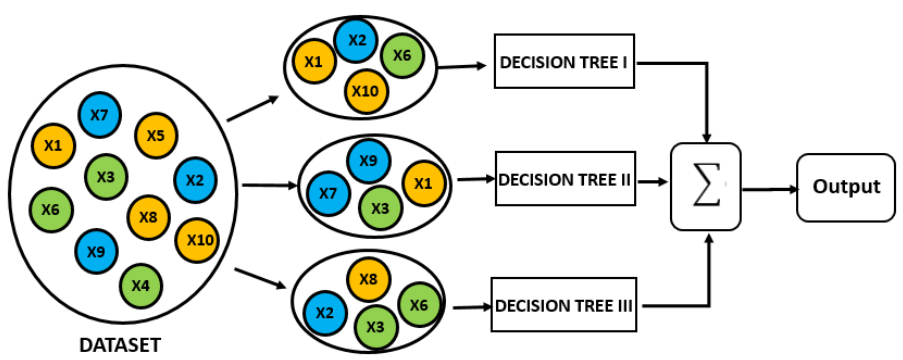 X7
X1
X5
X3
X2
X6
X8
X10
X9
X4
DATASET
X1
X2
X6
X10
DECISION TREE I
X9
X7
X1
X3
DECISION TREE II
X8
X2
X6
X3
DECISION TREE III
∑
Output